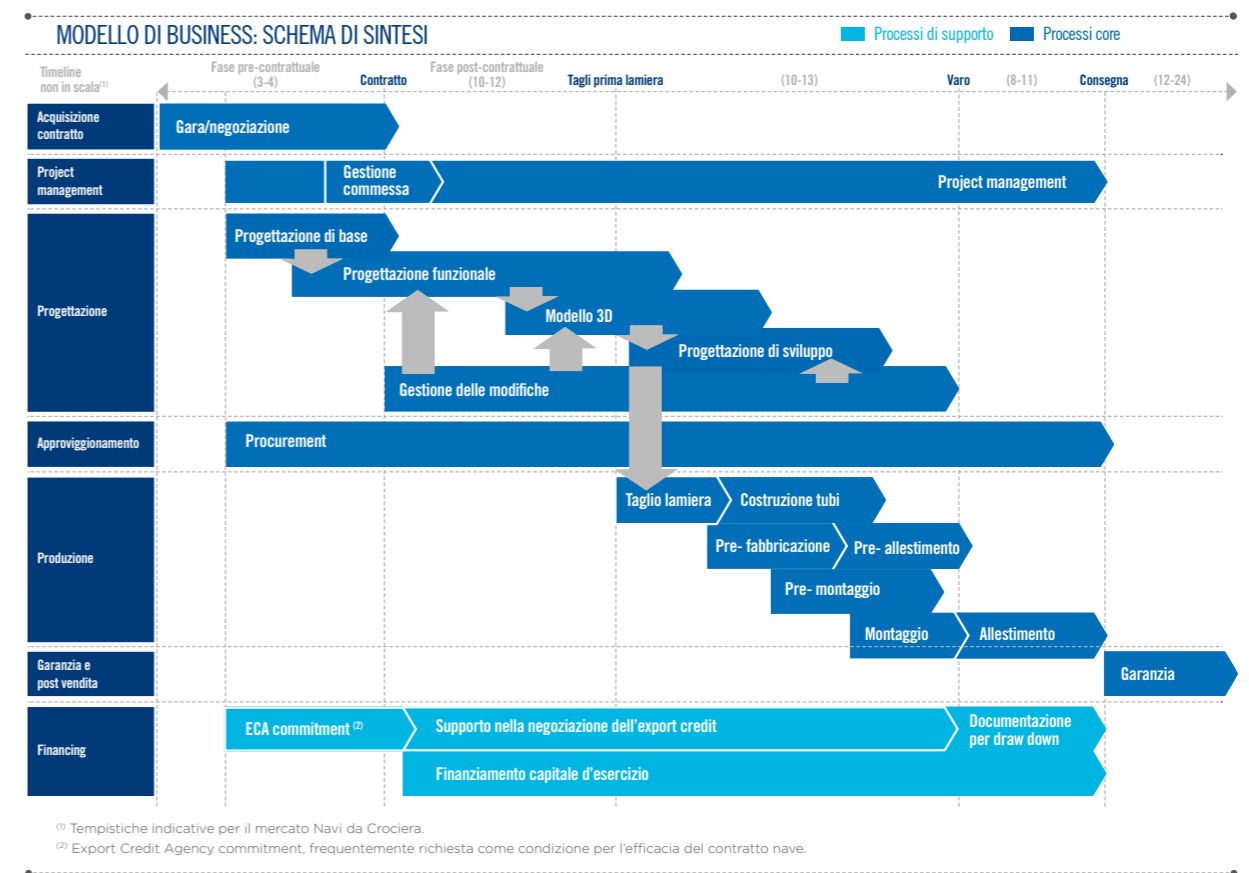 MODELLO DI BUSINESS: SCHEMA DI SINTESI
Processi di supporto
Processi core
Timeline
non in scala(1)
Fase pre-contrattuale
(3-4)
Contratto
Fase post-contrattuale
(10-12)
Tagli prima lamiera
(10-13)
Varo
(8-11)
Consegna
(12-24)
Acquisizione
contratto
Gara/negoziazione
Project
management
Gestione
commessa
Project management
Progettazione
Progettazione di base
Progettazione funzionale
Modello 3D
Progettazione di sviluppo
Gestione delle modifiche
Approviggionamento
Procurement
Produzione
Taglio lamiera
Costruzione tubi
Pre- fabbricazione
Pre- allestimento
Pre- montaggio
Montaggio
Allestimento
Garanzia e
post vendita
Garanzia
Financing
ECA commitment (2)
Supporto nella negoziazione dell'export credit
Documentazione
per draw down
Finanziamento capitale d'esercizio
(1) Tempistiche indicative per il mercato Navi da Crociera.
(2) Export Credit Agency commitment, frequentemente richiesta come condizione per l'efficacia del contratto nave.